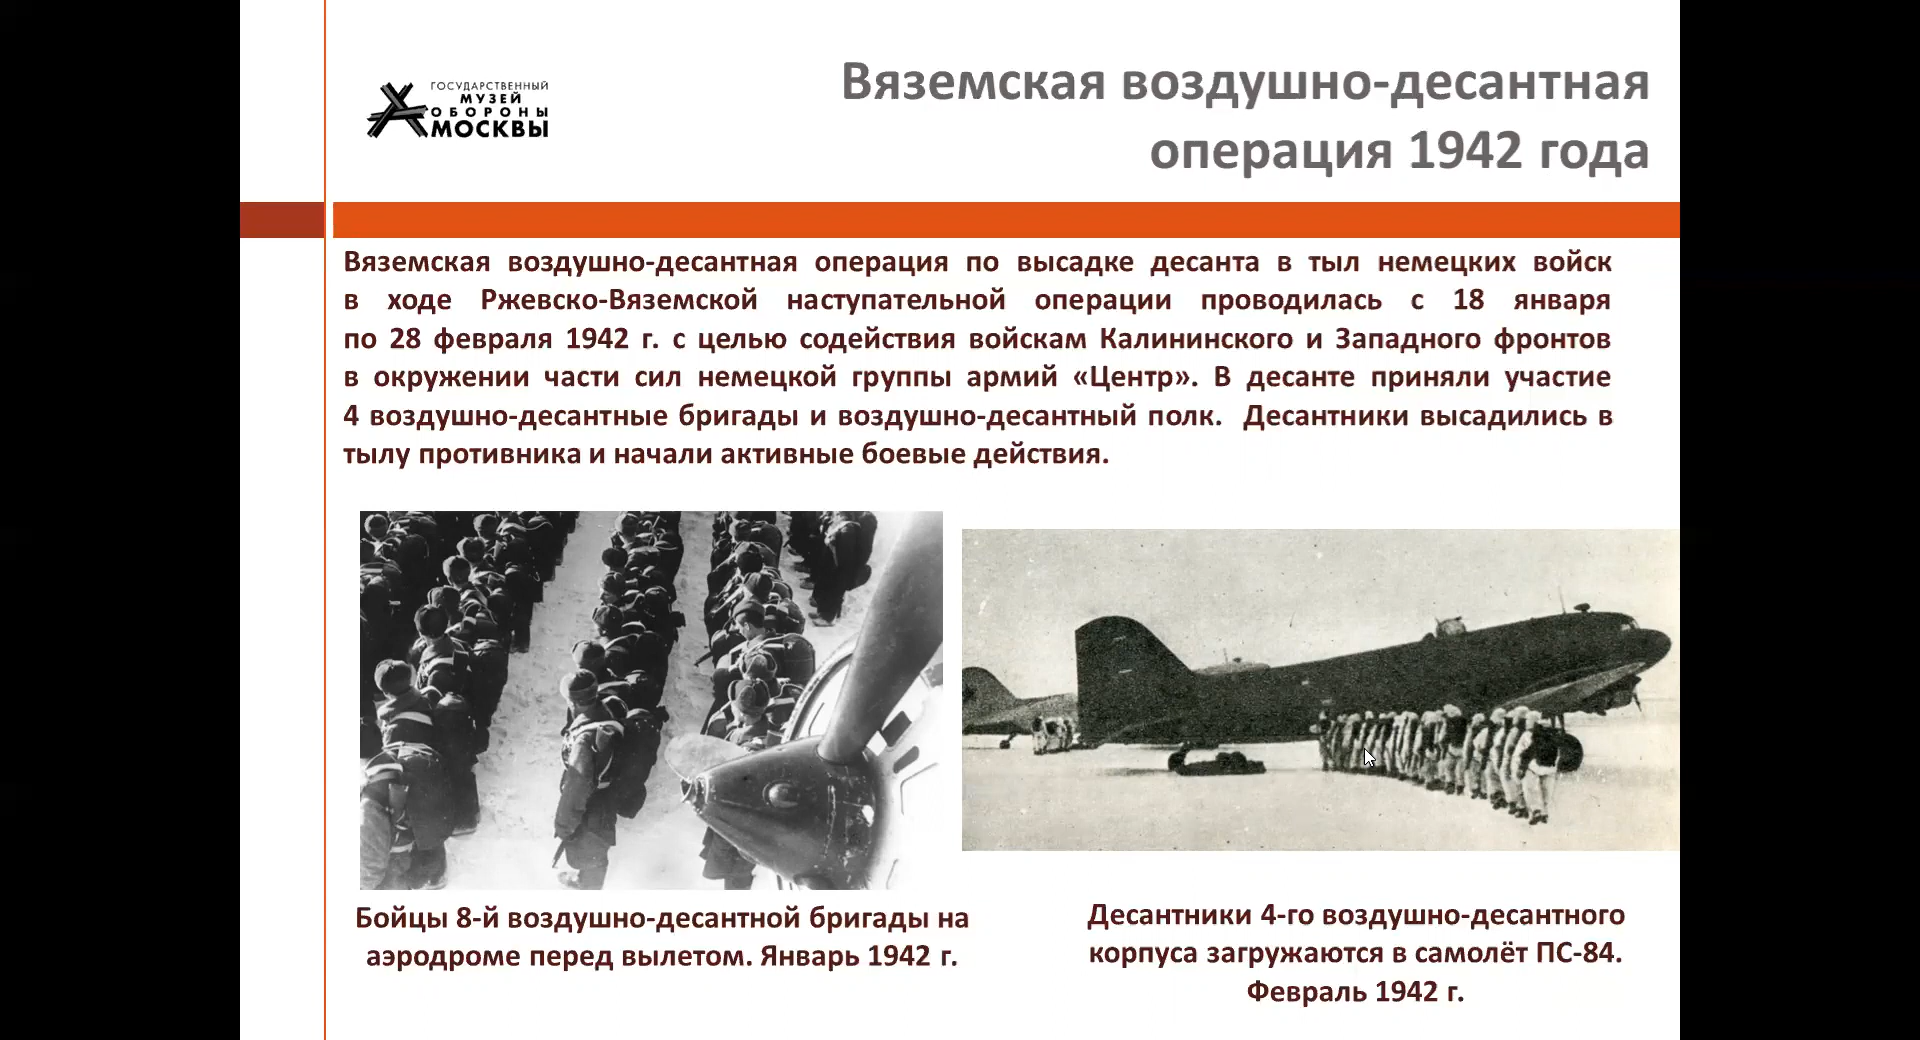 ГОСУДАРСТВЕННЫЙ
МУЗЕЙ
ОБОРОНЫ
МОСКВЫ
Вяземская воздушно-десантная
операция 1942 года
Вяземская воздушно-десантная операция по высадке десанта в тыл немецких войск
в ходе Ржевско-Вяземской наступательной операции проводилась с 18 января
по 28 февраля 1942 г. с целью содействия войскам Калининского и Западного фронтов
в окружении части сил немецкой группы армий «Центр». В десанте приняли участие
4 воздушно-десантные бригады и воздушно-десантный полк. Десантники высадились в
тылу противника и начали активные боевые действия.
Бойцы 8-й воздушно-десантной бригады на
аэродроме перед вылетом. Январь 1942 г.
Десантники 4-го воздушно-десантного
корпуса загружаются в самолёт ПС-84.
Февраль 1942 г.